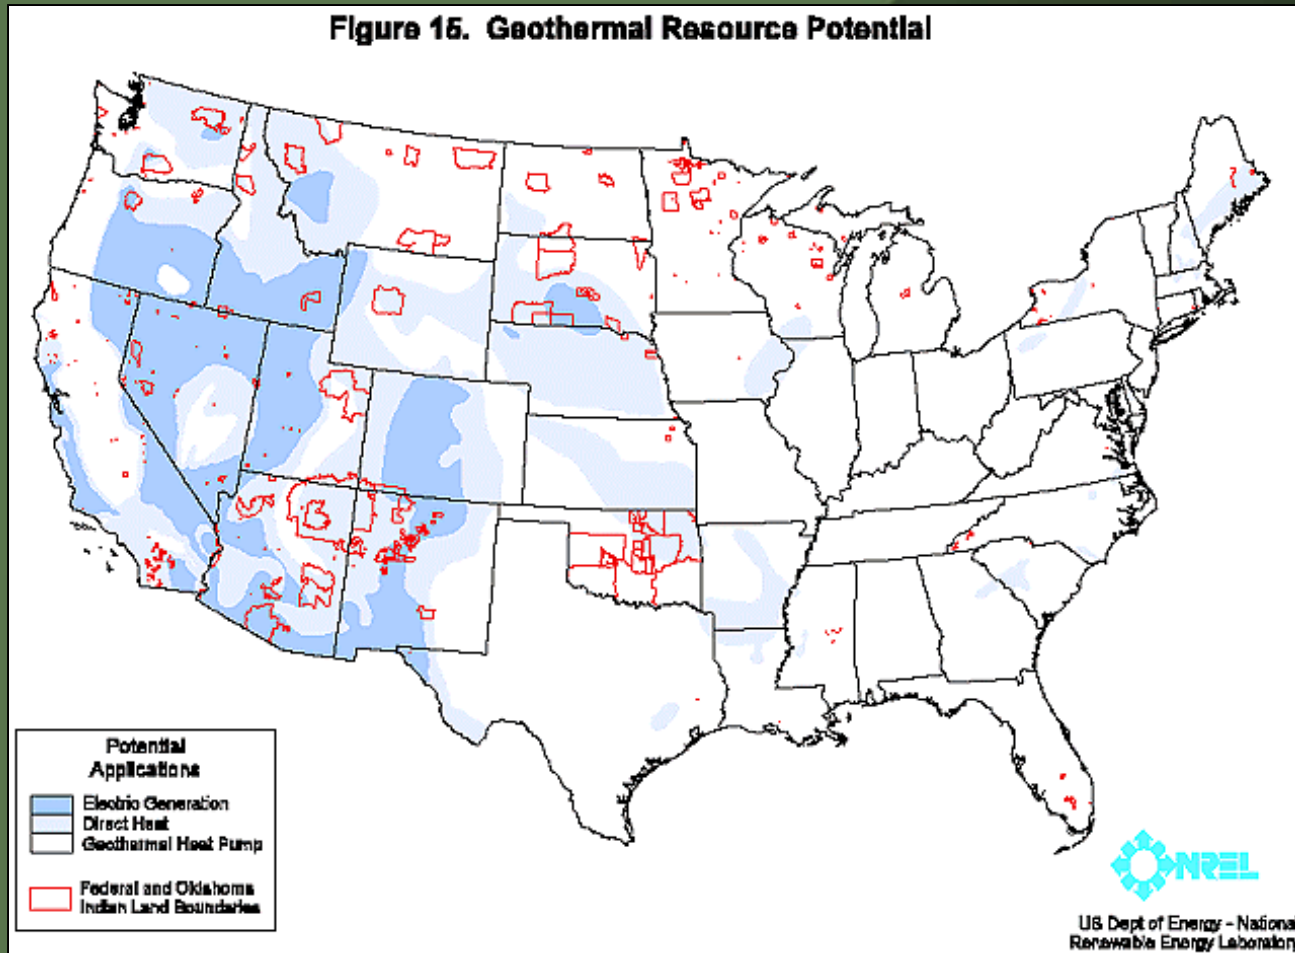 Figure 15. Geothermal Resource Potential
Potential
Applications
Electric Generation
Direct Heat
Geothermal Heat Pump
Federal and Oklahoma
Indian Land Boundaries
NREL
US Dept of Energy - National
Renewable Energy Laboratory